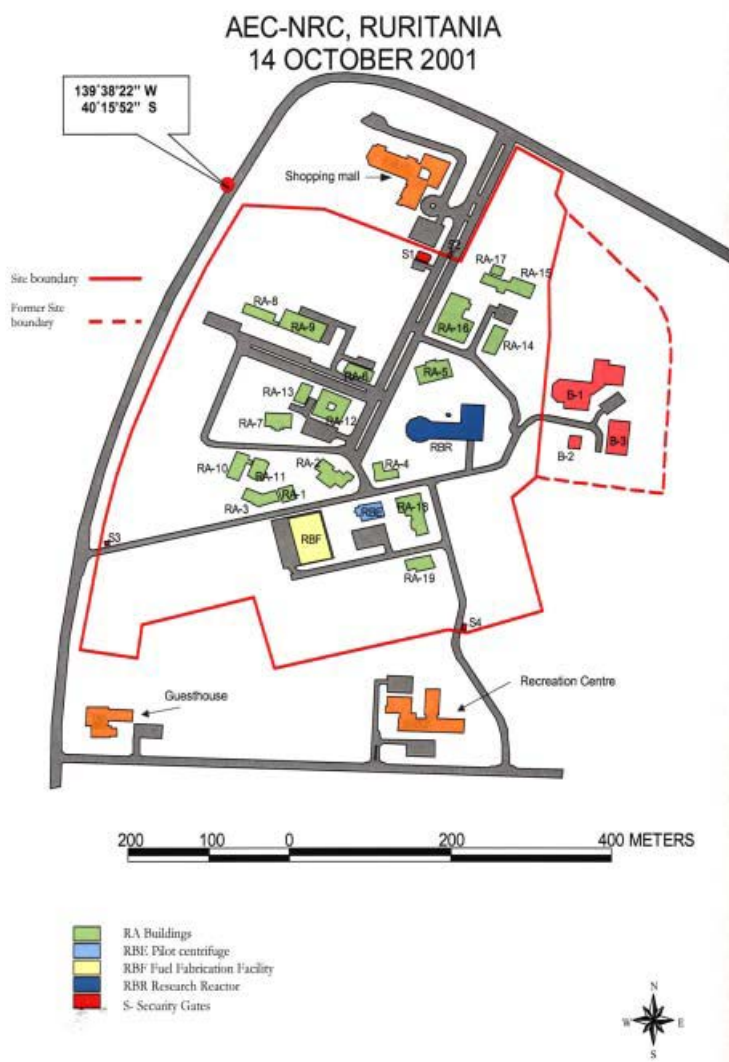 AEC-NRC, RURITANIA
14 OCTOBER 2001
139°38'22" W
40°15'52" S
Shopping mall
S1
S2
RA-17
RA-15
Site boundary
Former Site
boundary
RA-8
RA-9
RA-16
RA-14
RA-6
RA-5
RA-13
RA-12
RA-7
B-1
RBR
B-2
B-3
RA-10
RA-11
RA-2
RA-4
RA-3
RA-1
RBE
RA-18
S3
RBF
RA-19
S4
Guesthouse
Recreation Centre
200 100 0 200 400 METERS
RA Buildings
RBE Pilot centrifuge
RBF Fuel Fabrication Facility
RBR Research Reactor
S- Security Gates
N
W E
S